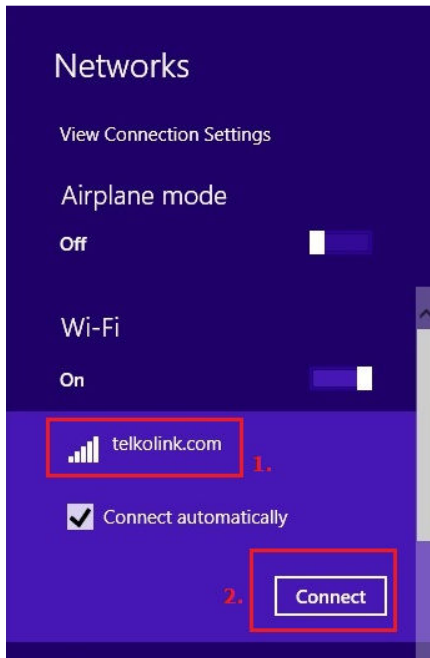 Networks
View Connection Settings
Airplane mode
Off
Wi-Fi
On
telkolink.com
1.
Connect automatically
2.
Connect